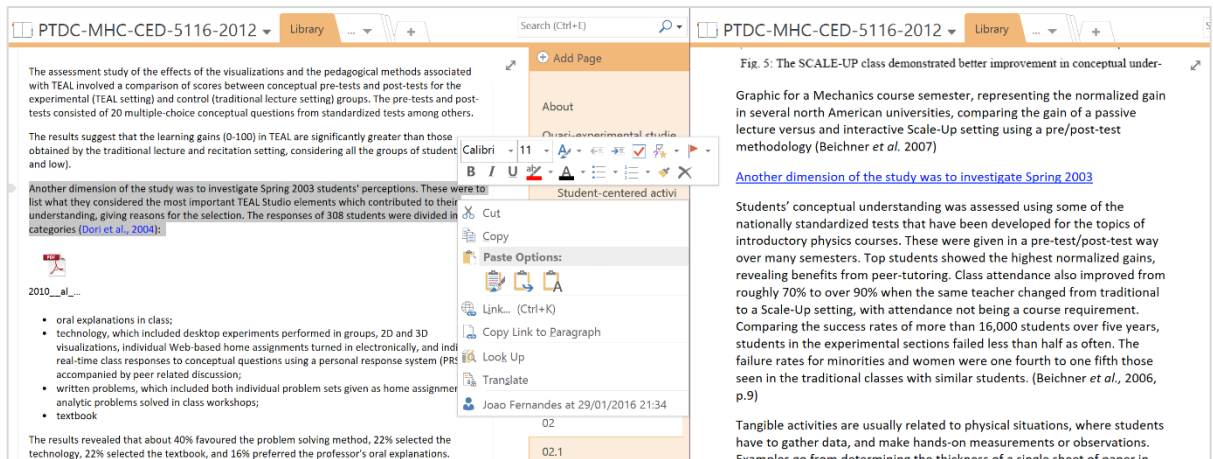 PTDC-MHC-CED-5116-2012
Library
...
+
Search (Ctrl+E)
The assessment study of the effects of the visualizations and the pedagogical methods associated
with TEAL involved a comparison of scores between conceptual pre-tests and post-tests for the
experimental (TEAL setting) and control (traditional lecture setting) groups. The pre-tests and post-
tests consisted of 20 multiple-choice conceptual questions from standardized tests among others.
The results suggest that the learning gains (0-100) in TEAL are significantly greater than those
obtained by the traditional lecture and recitation setting, considering all the groups of student
and low).
Another dimension of the study was to investigate Spring 2003 students' perceptions. These were to
list what they considered the most important TEAL Studio elements which contributed to their
understanding, giving reasons for the selection. The responses of 308 students were divided in
categories (Dori et al., 2004):
PDF
2010__al_...
• oral explanations in class;
• technology, which included desktop experiments performed in groups, 2D and 3D
visualizations, individual Web-based home assignments turned in electronically, and indi
real-time class responses to conceptual questions using a personal response system (PRS
accompanied by peer related discussion;
• written problems, which included both individual problem sets given as home assignmen
analytic problems solved in class workshops;
• textbook
The results revealed that about 40% favoured the problem solving method, 22% selected the
technology, 22% selected the textbook, and 16% preferred the professor's oral explanations.
Add Page
About
Quasi-experimental studie
Student-centered activi
02
02.1
Calibri 11
B I U ab A A
Cut
Copy
Paste Options:
A
Link... (Ctrl+K)
Copy Link to Paragraph
Look Up
Translate
Joao Fernandes at 29/01/2016 21:34
PTDC-MHC-CED-5116-2012
Library
...
+
Fig. 5: The SCALE-UP class demonstrated better improvement in conceptual under-
Graphic for a Mechanics course semester, representing the normalized gain
in several north American universities, comparing the gain of a passive
lecture versus and interactive Scale-Up setting using a pre/post-test
methodology (Beichner et al. 2007)
Another dimension of the study was to investigate Spring 2003
Students' conceptual understanding was assessed using some of the
nationally standardized tests that have been developed for the topics of
introductory physics courses. These were given in a pre-test/post-test way
over many semesters. Top students showed the highest normalized gains,
revealing benefits from peer-tutoring. Class attendance also improved from
roughly 70% to over 90% when the same teacher changed from traditional
to a Scale-Up setting, with attendance not being a course requirement.
Comparing the success rates of more than 16,000 students over five years,
students in the experimental sections failed less than half as often. The
failure rates for minorities and women were one fourth to one fifth those
seen in the traditional classes with similar students. (Beichner et al., 2006,
p.9)
Tangible activities are usually related to physical situations, where students
have to gather data, and make hands-on measurements or observations.
Examples go from determining the thickness of a single sheet of paper in